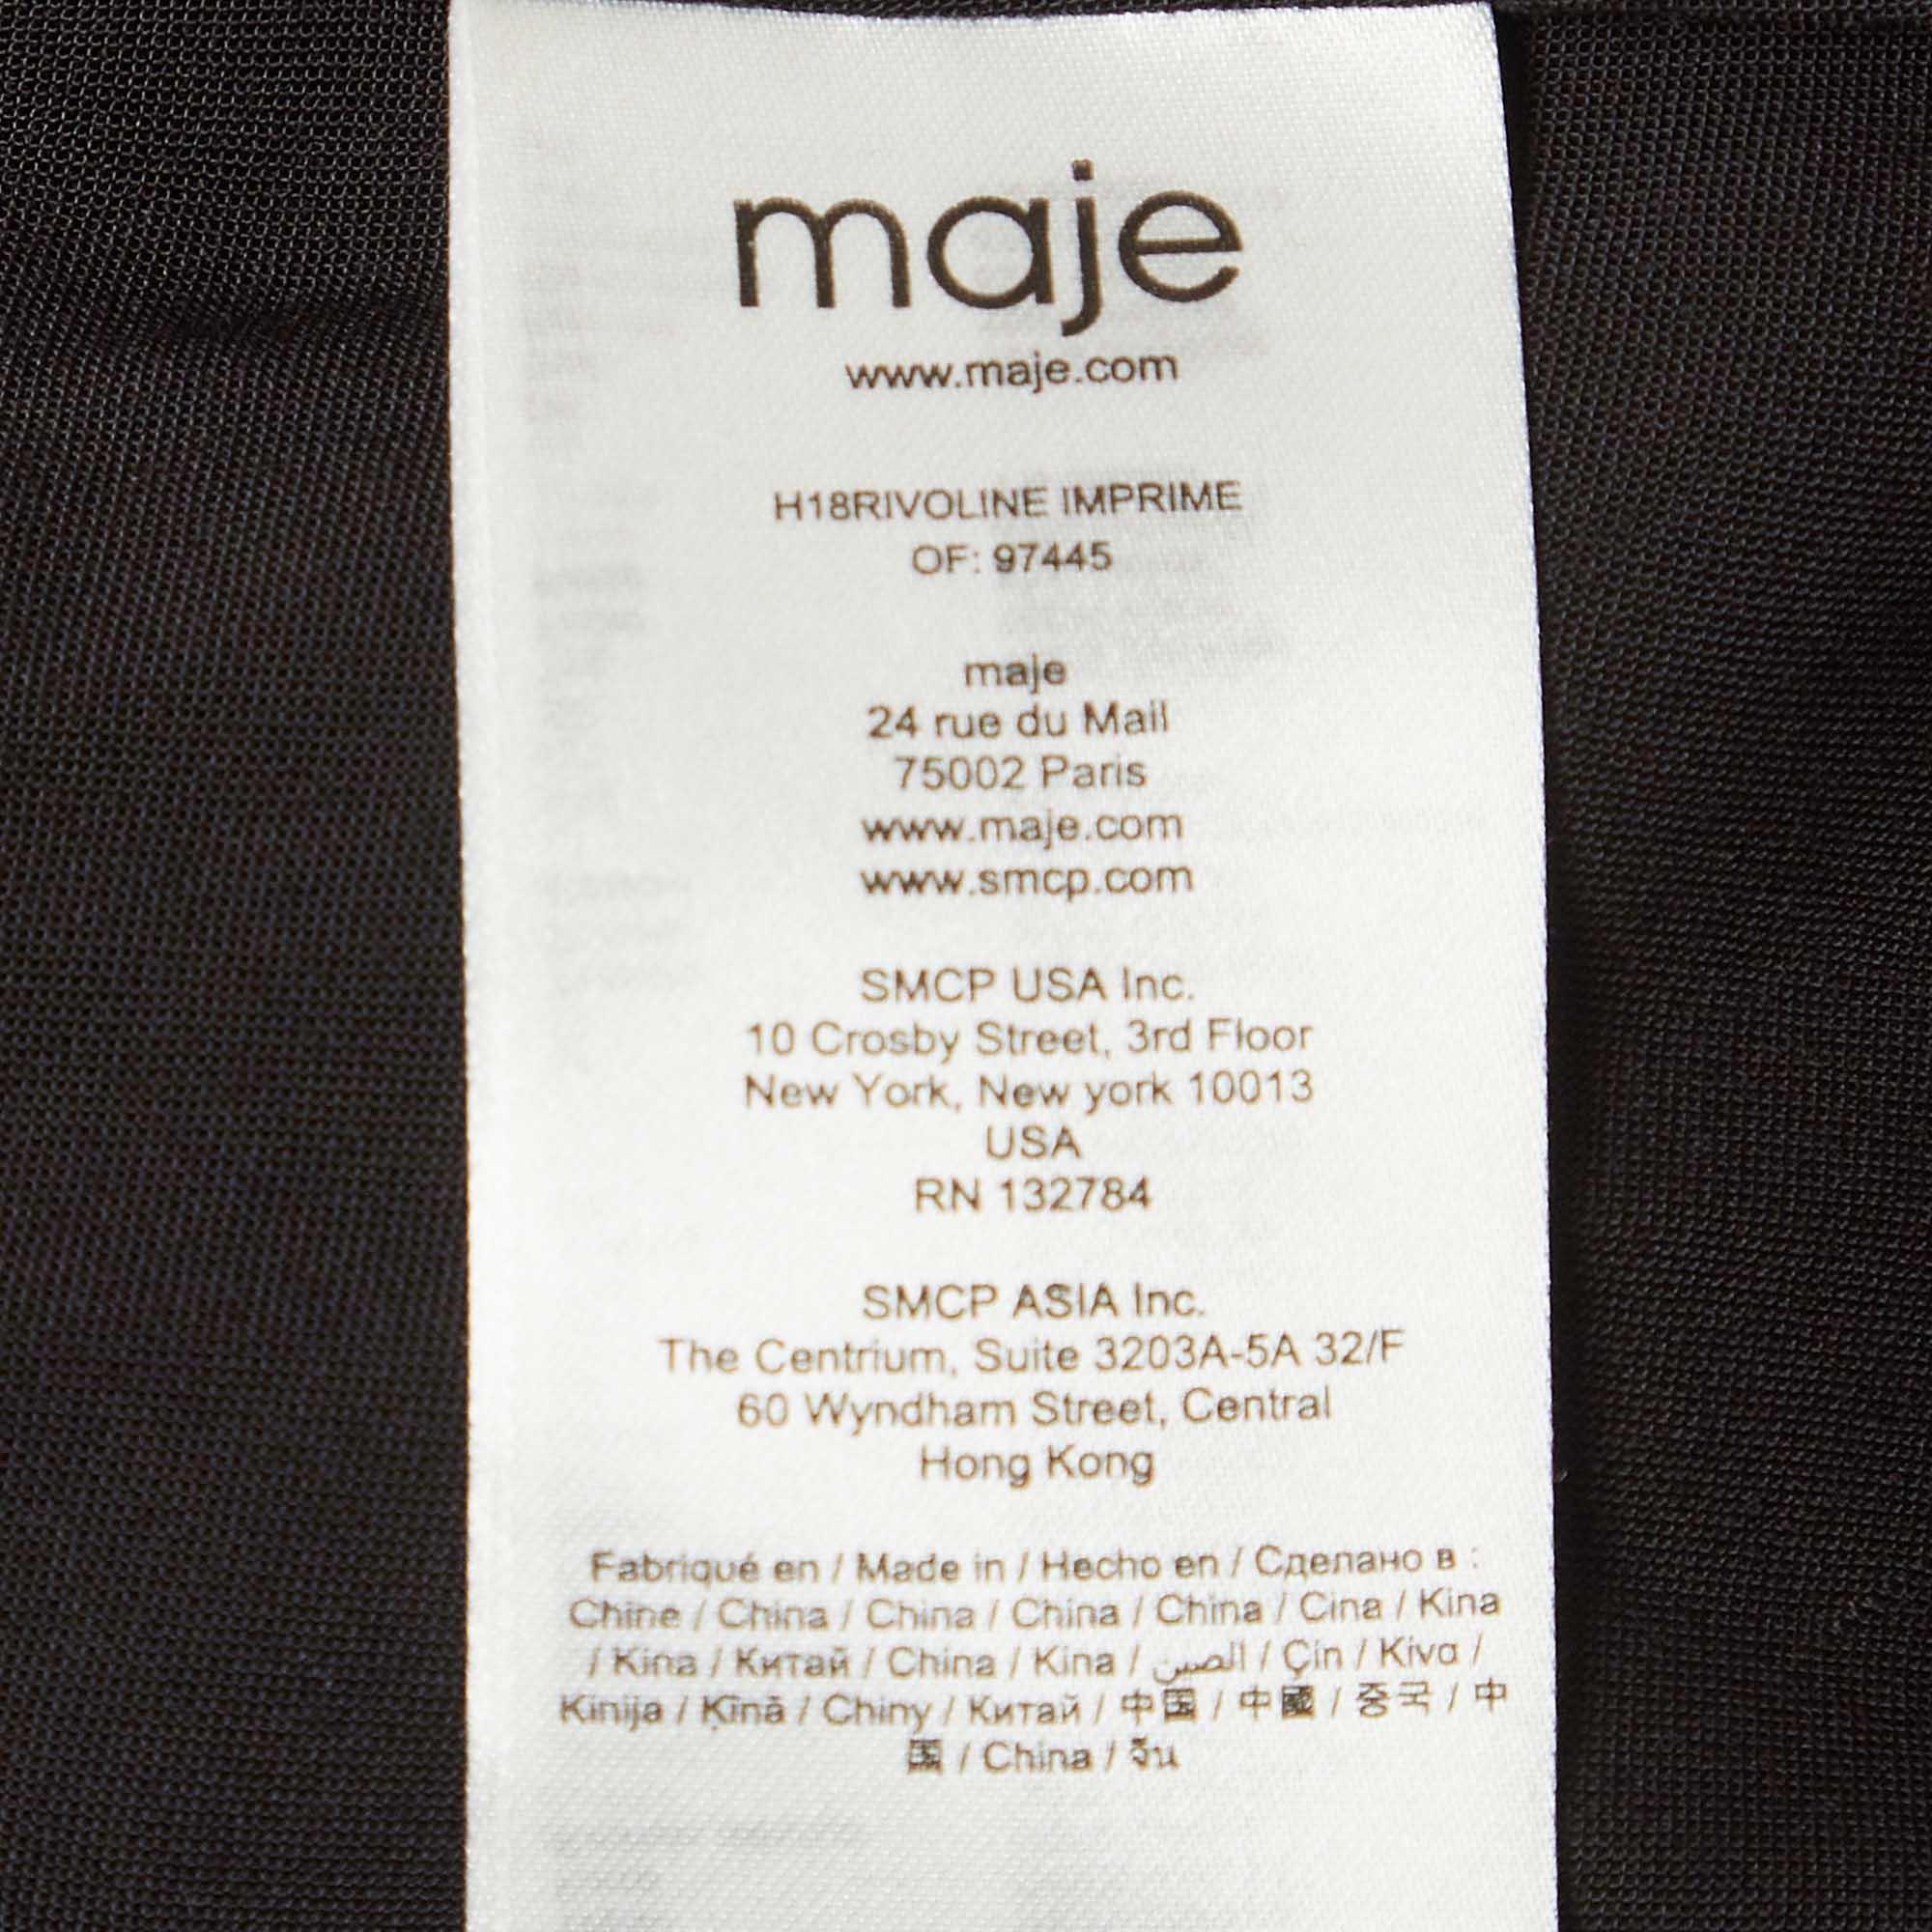 maje
www.maje.com
H18RIVOLINE IMPRIME
OF: 97445
maje
24 rue du Mail
75002 Paris
www.maje.com
www.smcp.com
SMCP USA Inc.
10 Crosby Street, 3rd Floor
New York, New york 10013
USA
RN 132784
SMCP ASIA Inc.
The Centrium, Suite 3203A-5A 32/F
60 Wyndham Street, Central
Hong Kong
Fabriqué en / Made in / Hecho en / Сделано в :
Chine / China / China / China / China / Cina / Kina
/ Kina / Китай / China / Kina / الصين / Çin / Κίνα /
Kinija / Ķīnā / Chiny / Китай / 中国 / 中國 / 중국 / 中
国 / China / จีน